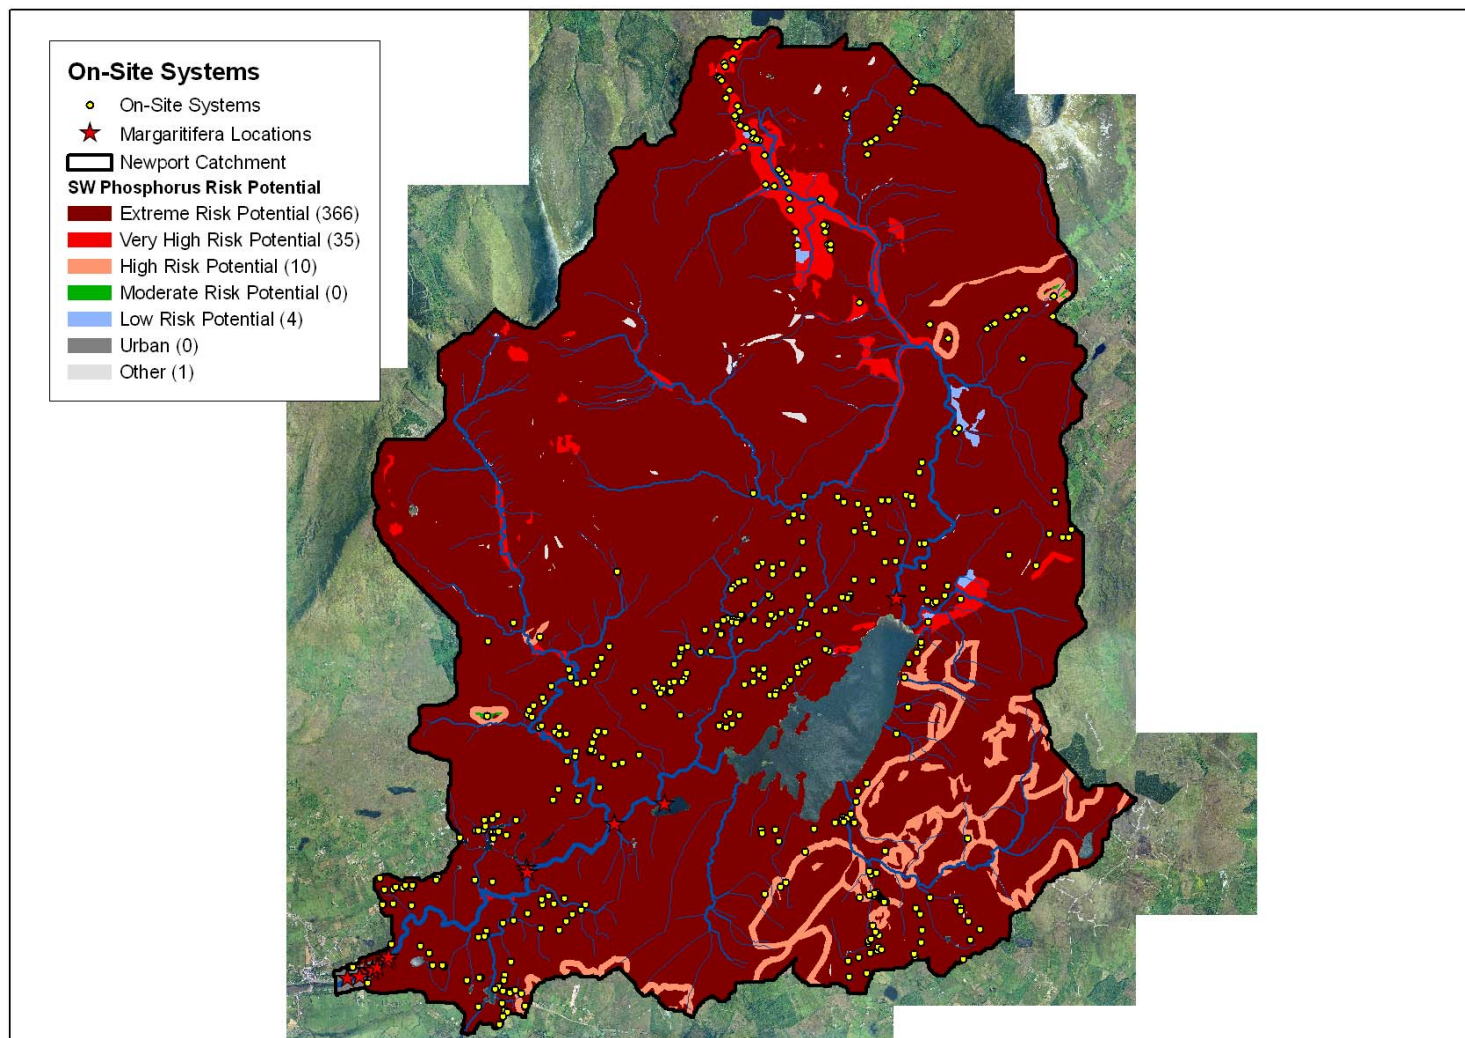 On-Site Systems
On-Site Systems
Margaritifera Locations
Newport Catchment
SW Phosphorus Risk Potential
Extreme Risk Potential (366)
Very High Risk Potential (35)
High Risk Potential (10)
Moderate Risk Potential (0)
Low Risk Potential (4)
Urban (0)
Other (1)